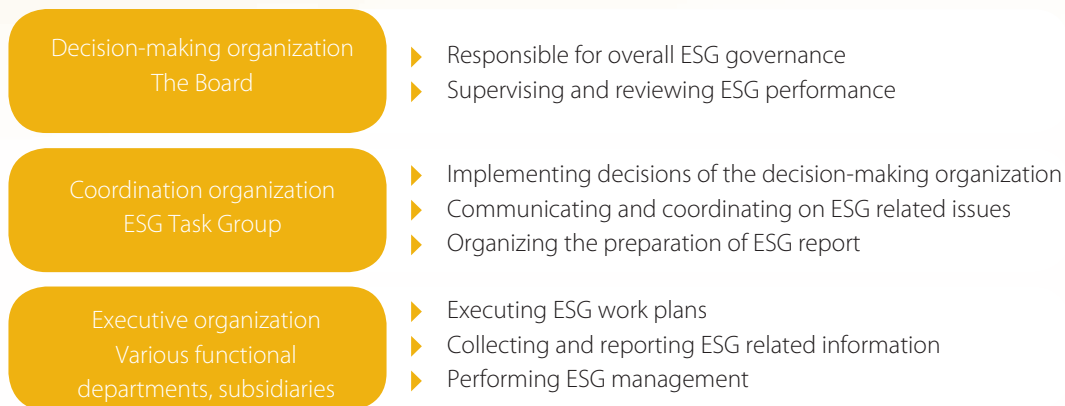 Decision-making organization
The Board
Responsible for overall ESG governance
Supervising and reviewing ESG performance
Coordination organization
ESG Task Group
Implementing decisions of the decision-making organization
Communicating and coordinating on ESG related issues
Organizing the preparation of ESG report
Executive organization
Various functional
departments, subsidiaries
Executing ESG work plans
Collecting and reporting ESG related information
Performing ESG management